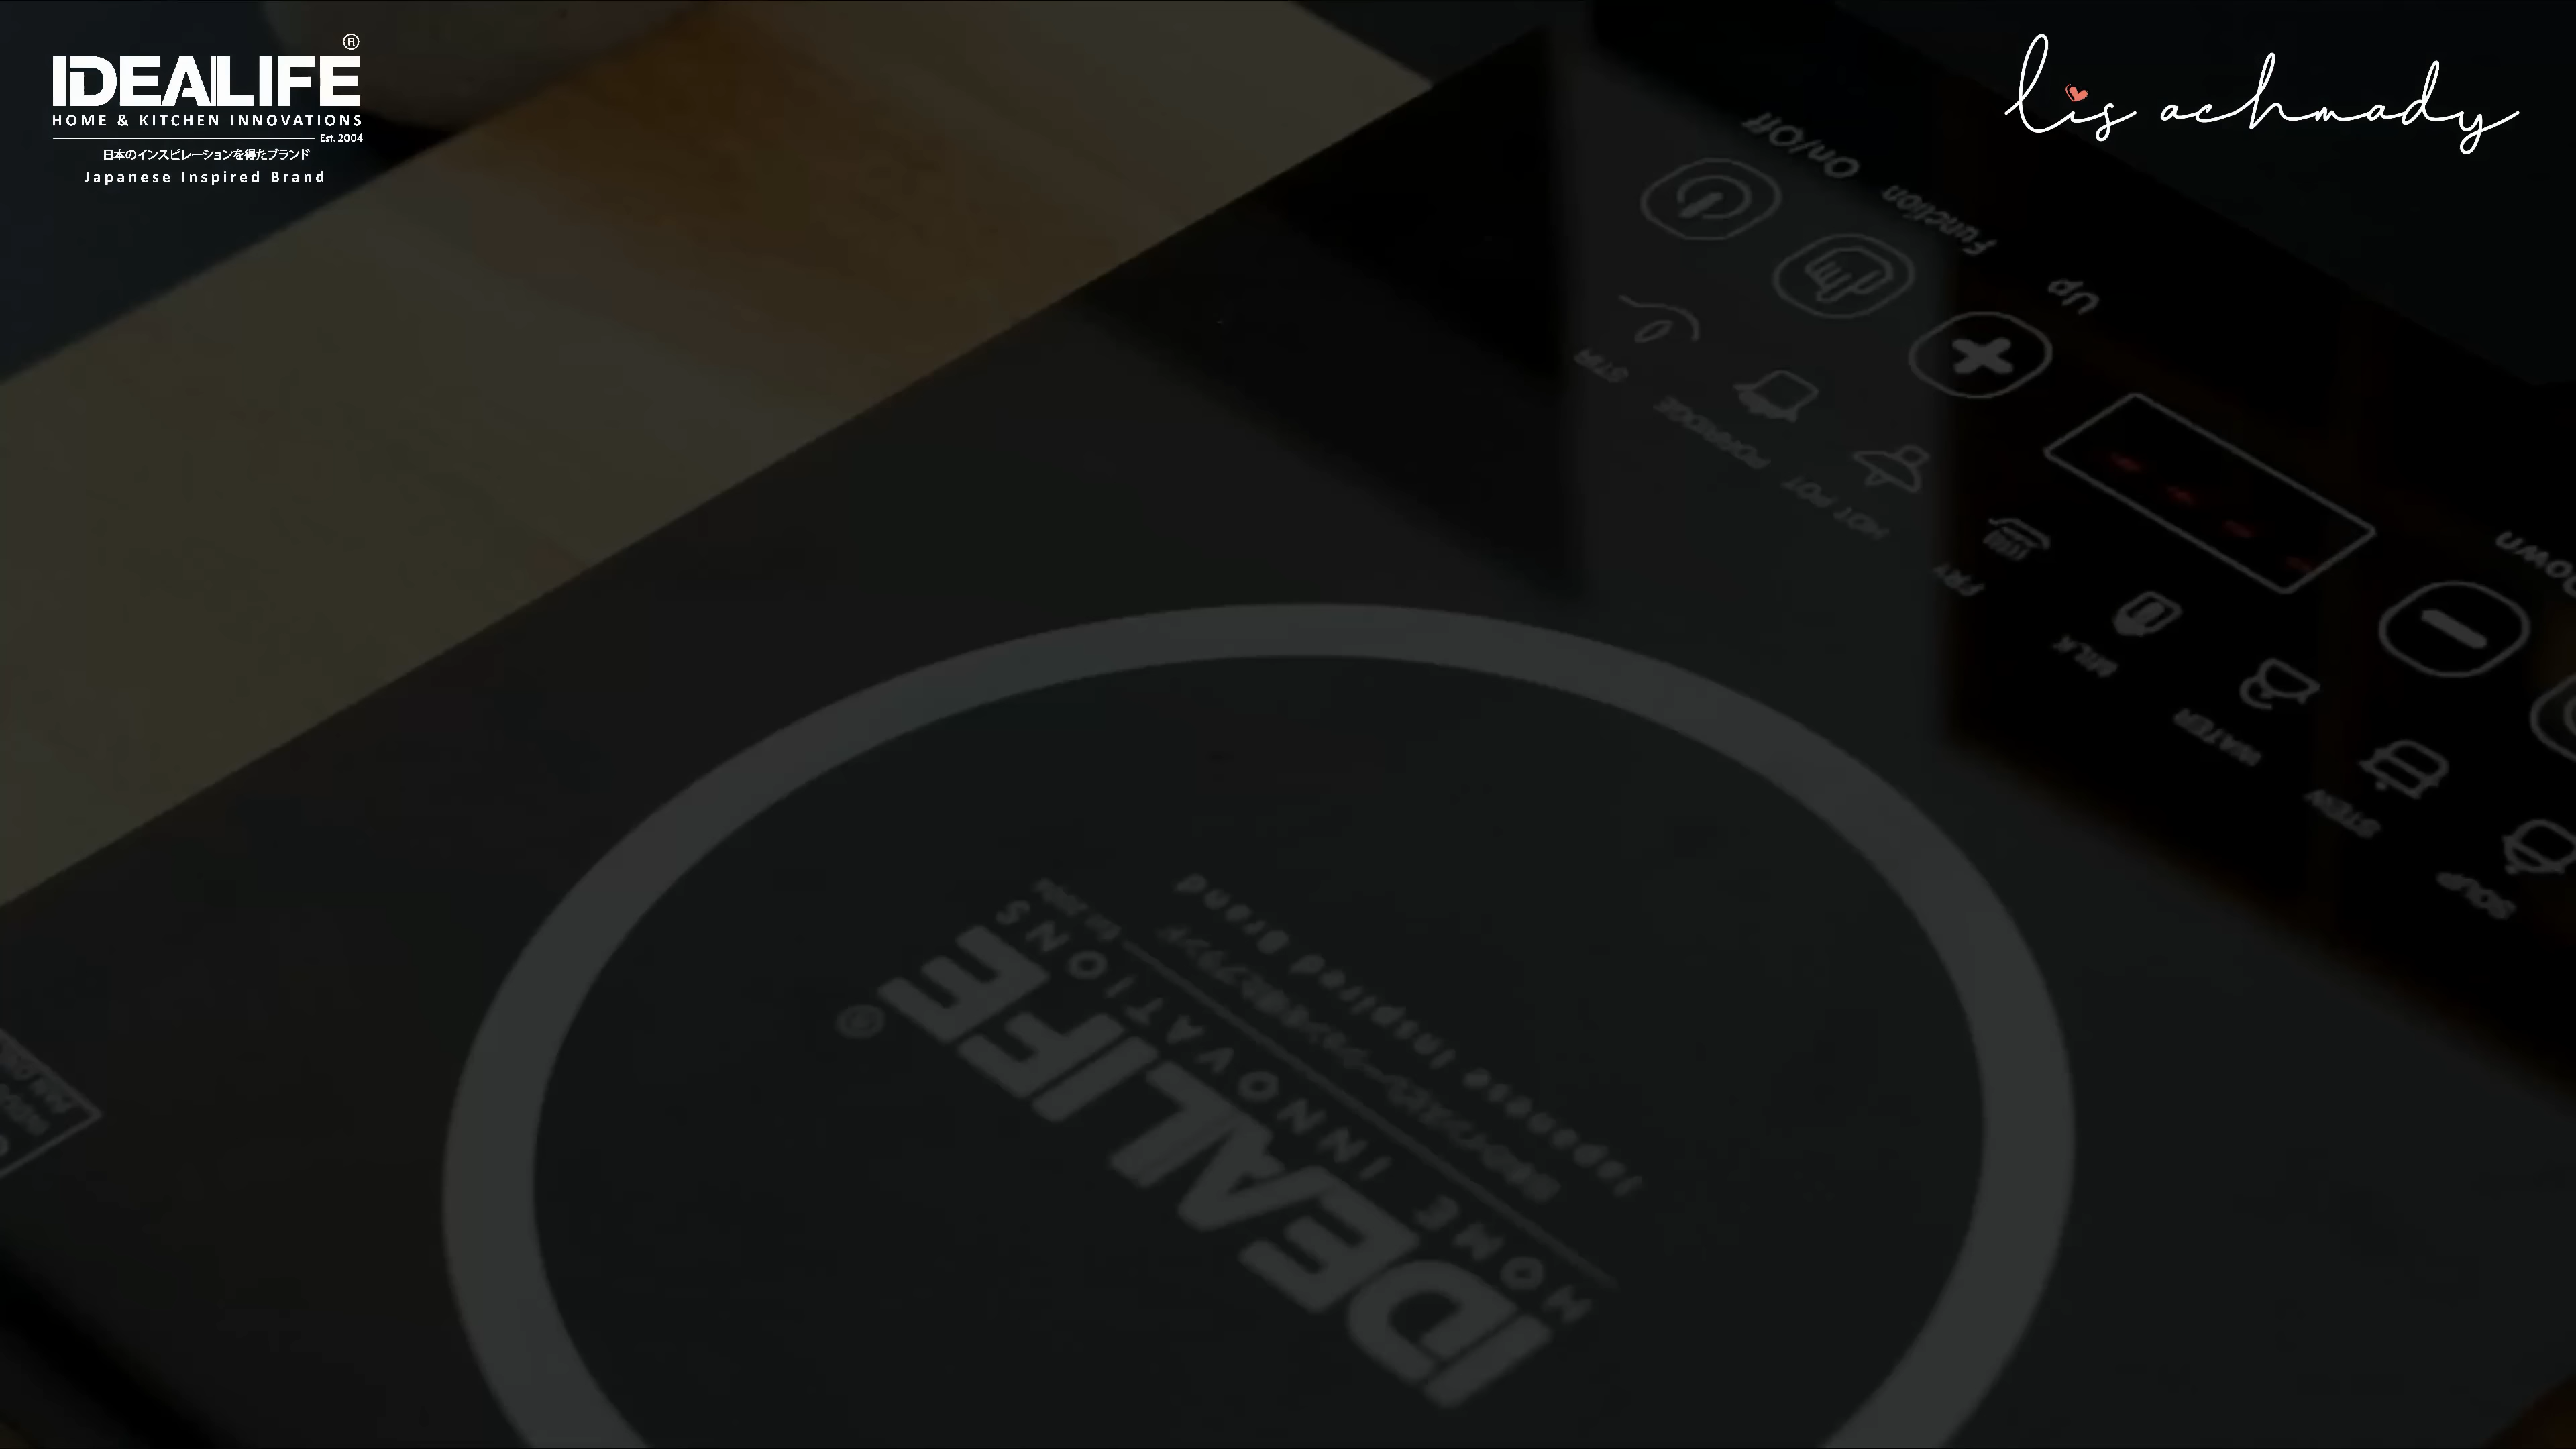 ®
IDEALIFE
HOME & KITCHEN INNOVATIONS
Est. 2004
日本のインスピレーションを得たブランド
Japanese Inspired Brand
lis achmady
On/Off
Function
Up
Down
STIR
PORRIDGE
HOT POT
FRY
MILK
WATER
STEW
SOUP
IDEALIFE
®
HOME INNOVATIONS
Est. 2004
Japanese Inspired Brand